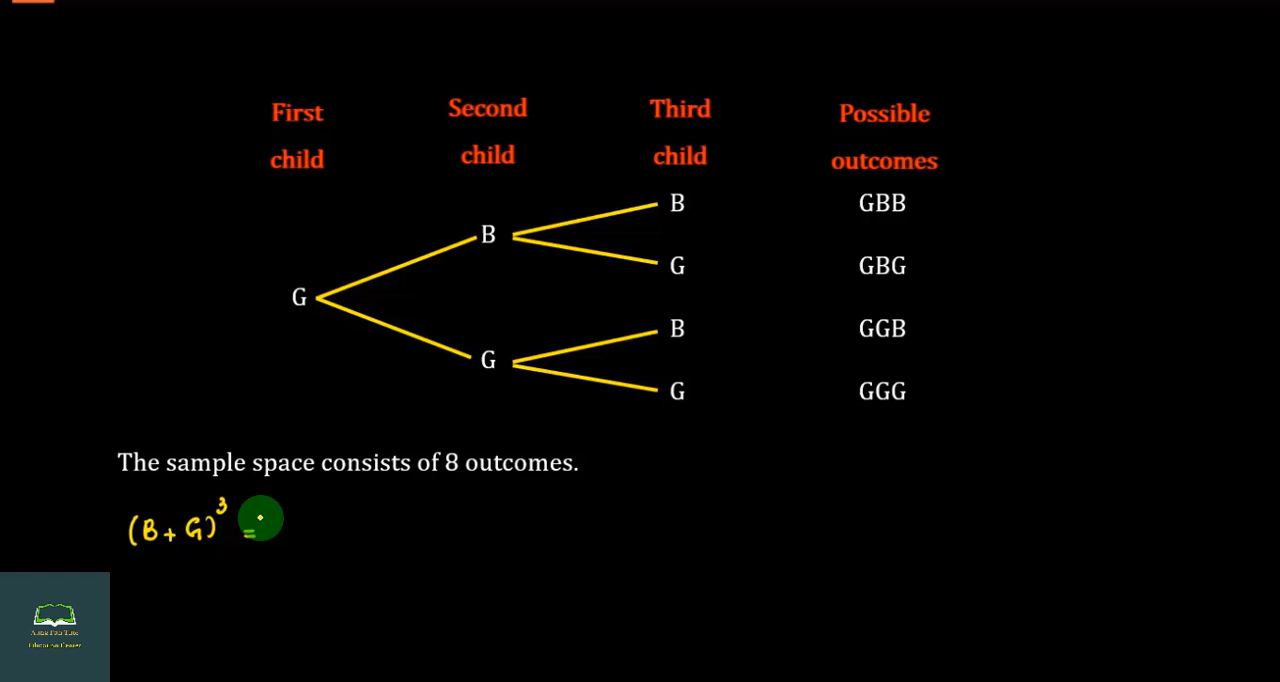 First Second Third Possible
child child child outcomes
B GBB
B
G GBG
G
B GGB
G
G GGG
The sample space consists of 8 outcomes.
(B + G)³ =